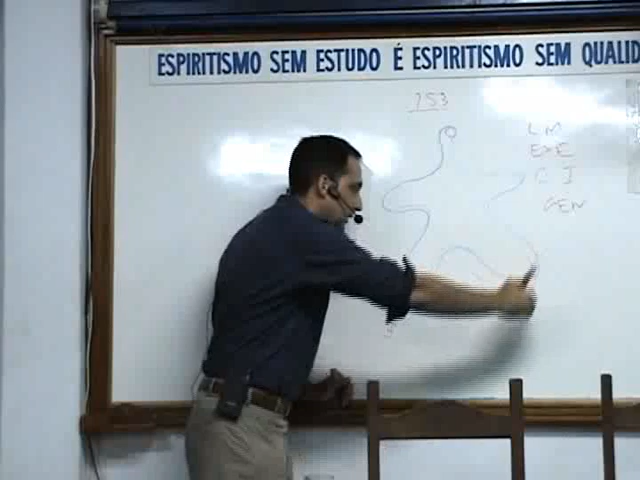 ESPIRITISMO SEM ESTUDO É ESPIRITISMO SEM QUALID
753
LM
EXE
C I
GEN